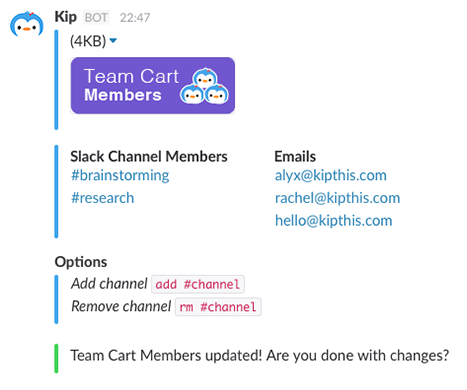 Kip BOT 22:47
(4KB)
Team Cart
Members
Slack Channel Members Emails
#brainstorming alyx@kipthis.com
#research rachel@kipthis.com
hello@kipthis.com
Options
Add channel add #channel
Remove channel rm #channel
Team Cart Members updated! Are you done with changes?